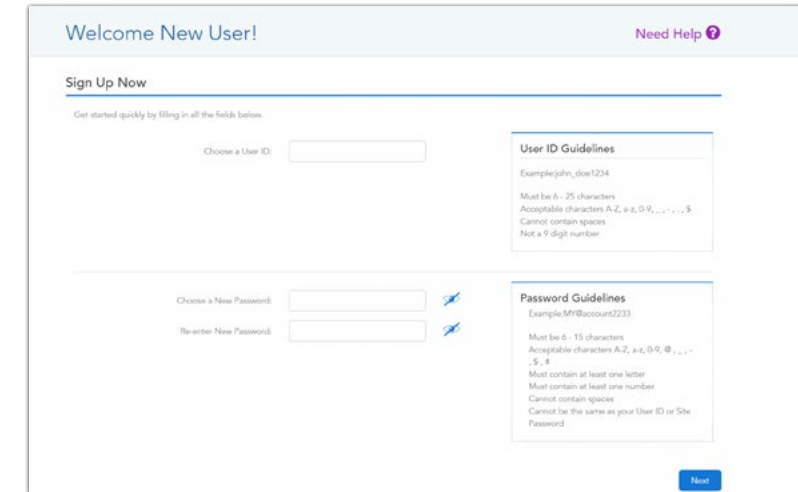 Welcome New User!
Need Help ?
Sign Up Now
Get started quickly by filling in all the fields below.
Choose a User ID:
User ID Guidelines
Example:john_doe1234
Must be 6 - 25 characters
Acceptable characters A-Z, a-z, 0-9, _ , - , . , $
Cannot contain spaces
Not a 9 digit number
Choose a New Password:
Re-enter New Password:
Password Guidelines
Example:MY@account2233
Must be 6 - 15 characters
Acceptable characters A-Z, a-z, 0-9, @ , _ , -
, $ , #
Must contain at least one letter
Must contain at least one number
Cannot contain spaces
Cannot be the same as your User ID or Site
Password
Next